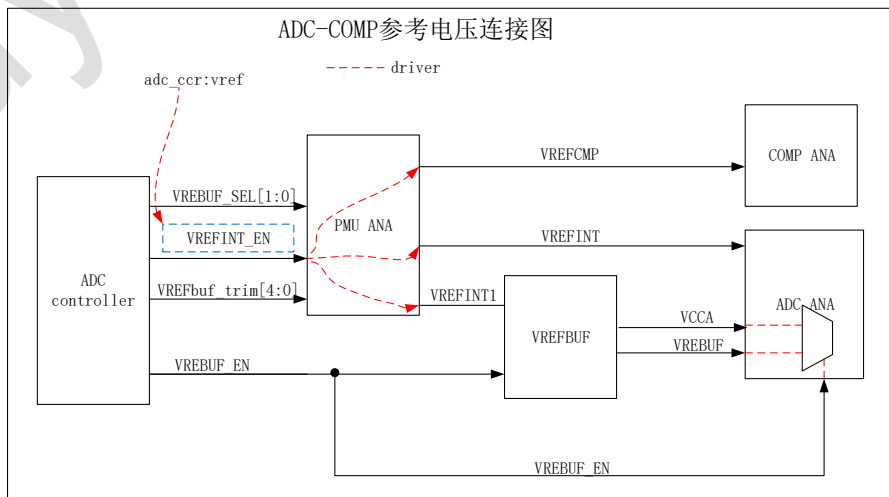 ADC-COMP参考电压连接图
driver
adc_ccr:vref
VREFCMP
COMP ANA
VREBUF_SEL[1:0]
PMU ANA
VREFINT_EN
VREFINT
ADC
controller
VREFbuf_trim[4:0]
VREFINT1
ADC ANA
VCCA
VREFBUF
VREBUF
VREBUF_EN
VREBUF_EN